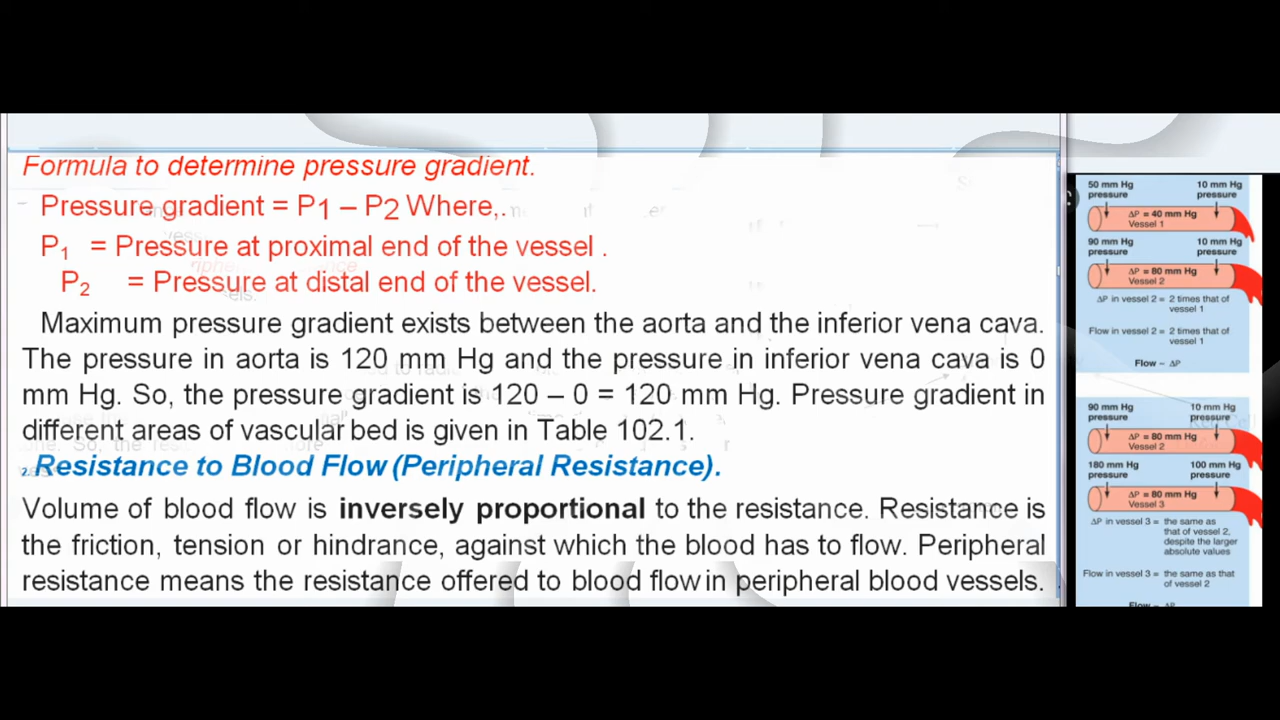 Formula to determine pressure gradient.
Pressure gradient = P1 – P2 Where,.
P1 = Pressure at proximal end of the vessel .
P2 = Pressure at distal end of the vessel.
Maximum pressure gradient exists between the aorta and the inferior vena cava.
The pressure in aorta is 120 mm Hg and the pressure in inferior vena cava is 0
mm Hg. So, the pressure gradient is 120 – 0 = 120 mm Hg. Pressure gradient in
different areas of vascular bed is given in Table 102.1.
2. Resistance to Blood Flow (Peripheral Resistance).
Volume of blood flow is inversely proportional to the resistance. Resistance is
the friction, tension or hindrance, against which the blood has to flow. Peripheral
resistance means the resistance offered to blood flow in peripheral blood vessels.
50 mm Hg
pressure
10 mm Hg
pressure
ΔP = 40 mm Hg
Vessel 1
90 mm Hg
pressure
10 mm Hg
pressure
ΔP = 80 mm Hg
Vessel 2
ΔP in vessel 2 = 2 times that of
vessel 1
Flow in vessel 2 = 2 times that of
vessel 1
Flow ~ ΔP
90 mm Hg
pressure
10 mm Hg
pressure
ΔP = 80 mm Hg
Vessel 2
180 mm Hg
pressure
100 mm Hg
pressure
ΔP = 80 mm Hg
Vessel 3
ΔP in vessel 3 = the same as
that of vessel 2,
despite the larger
absolute values
Flow in vessel 3 = the same as that
of vessel 2